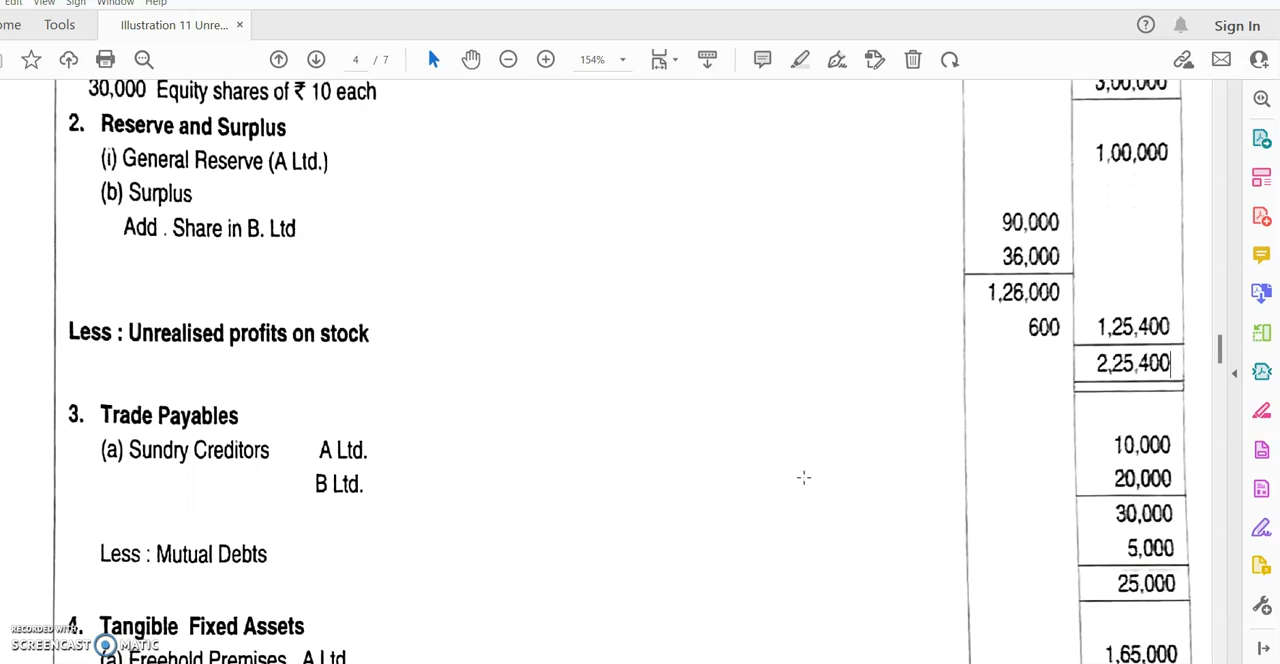 Edit View Sign Window Help
ome Tools Illustration 11 Unre... × Sign In
4 / 7 154%
30,000 Equity shares of ₹ 10 each 3,00,000
2. Reserve and Surplus
(i) General Reserve (A Ltd.) 1,00,000
(b) Surplus
90,000
Add . Share in B. Ltd
36,000
1,26,000
Less : Unrealised profits on stock 600 1,25,400
2,25,400
3. Trade Payables
(a) Sundry Creditors A Ltd. 10,000
B Ltd. 20,000
30,000
Less : Mutual Debts 5,000
25,000
4. Tangible Fixed Assets
(a) Freehold Premises A Ltd 1,65,000
RECORDED WITH
SCREENCAST MATIC